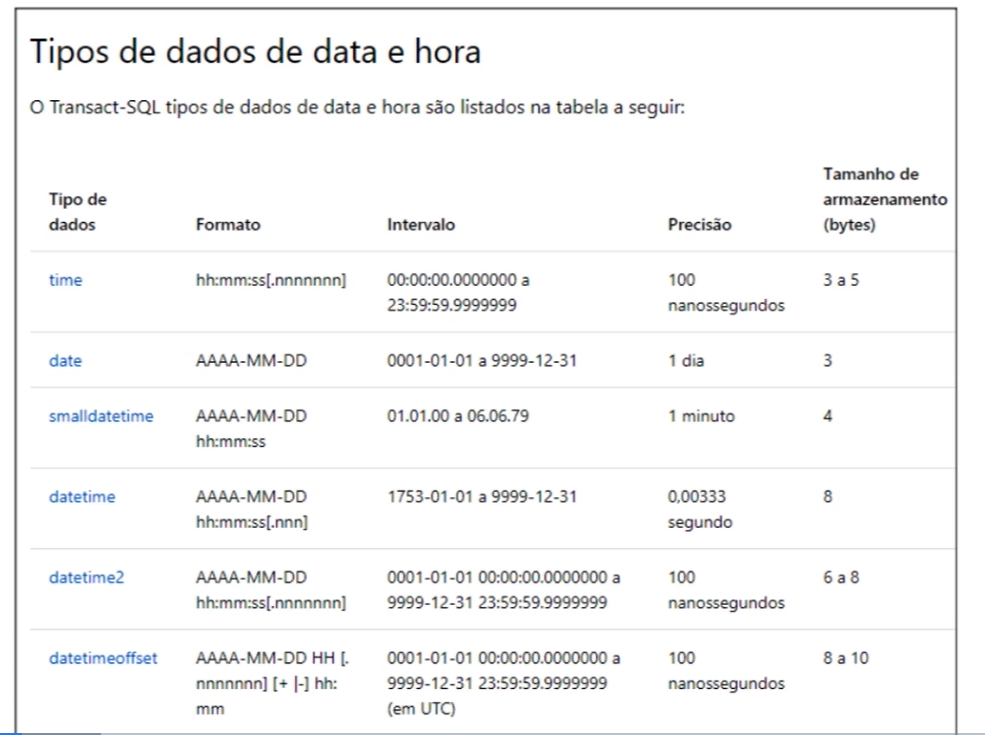 Tipos de dados de data e hora
O Transact-SQL tipos de dados de data e hora são listados na tabela a seguir:
Tipo de dados Formato Intervalo Precisão Tamanho de armazenamento (bytes)
time hh:mm:ss[.nnnnnnn] 00:00:00.0000000 a 23:59:59.9999999 100 nanossegundos 3 a 5
date AAAA-MM-DD 0001-01-01 a 9999-12-31 1 dia 3
smalldatetime AAAA-MM-DD hh:mm:ss 01.01.00 a 06.06.79 1 minuto 4
datetime AAAA-MM-DD hh:mm:ss[.nnn] 1753-01-01 a 9999-12-31 0,00333 segundo 8
datetime2 AAAA-MM-DD hh:mm:ss[.nnnnnnn] 0001-01-01 00:00:00.0000000 a 9999-12-31 23:59:59.9999999 100 nanossegundos 6 a 8
datetimeoffset AAAA-MM-DD HH [. nnnnnnn] [+ |-] hh: mm 0001-01-01 00:00:00.0000000 a 9999-12-31 23:59:59.9999999 (em UTC) 100 nanossegundos 8 a 10